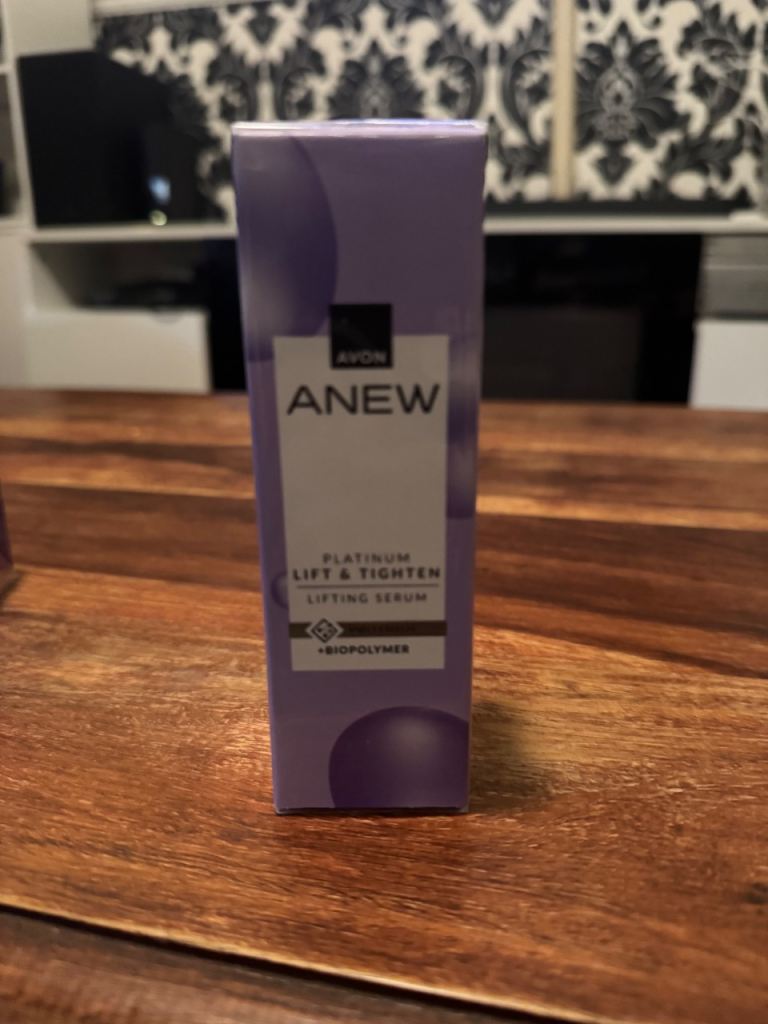 AVON
ANEW
PLATINUM
LIFT & TIGHTEN
LIFTING SERUM
+BIOPOLYMER